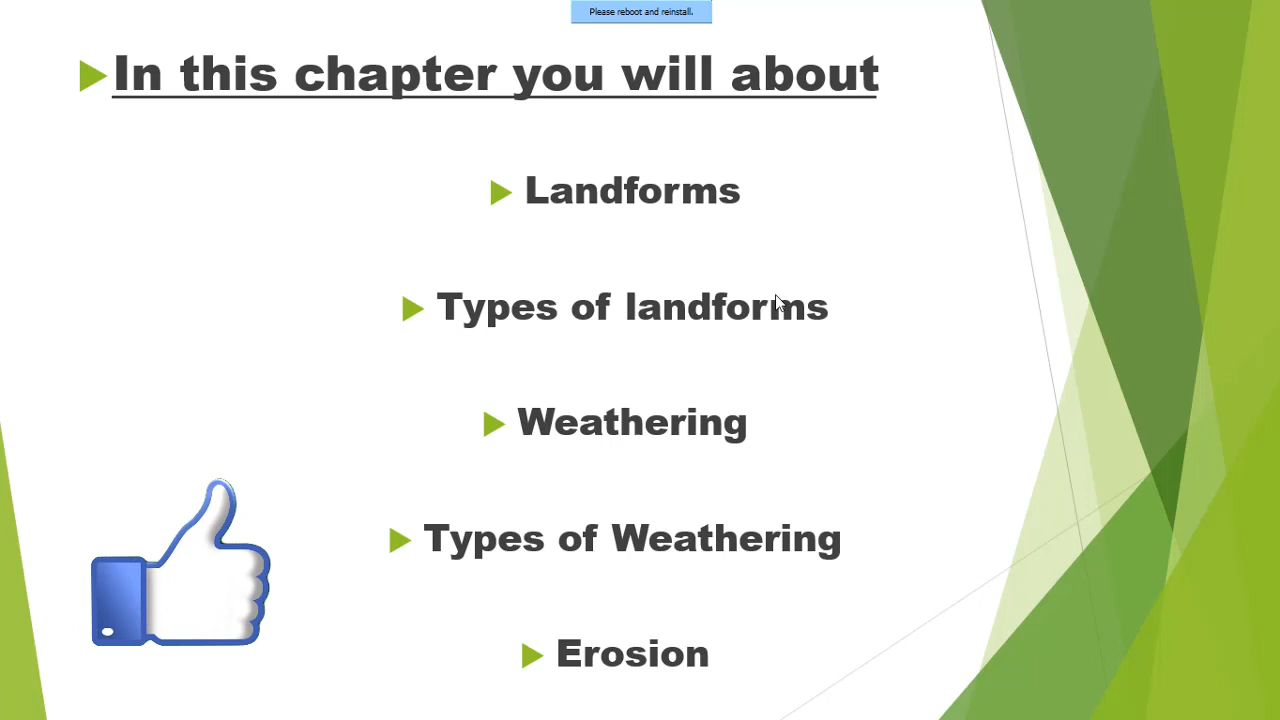 Please reboot and reinstall.
In this chapter you will about
Landforms
Types of landforms
Weathering
Types of Weathering
Erosion